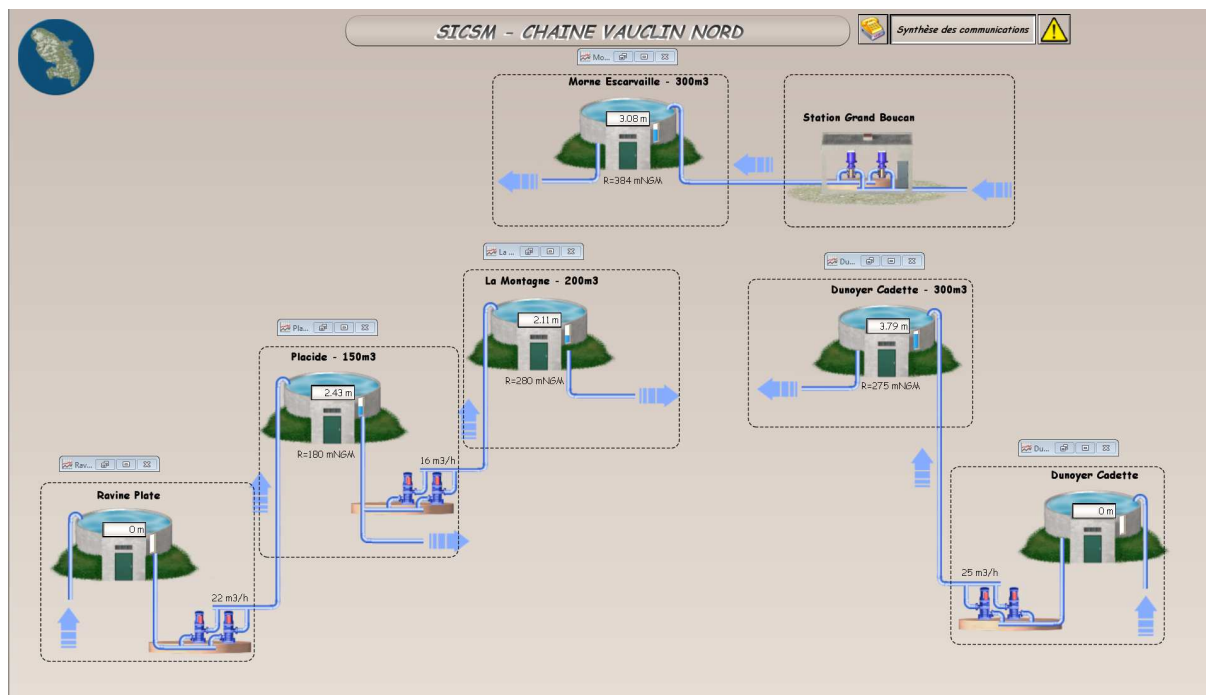 SICSM - CHAINE VAUCLIN NORD
Synthèse des communications
Mo...
Morne Escarvaille - 300m3
3.08 m
R=384 mNGM
Station Grand Boucan
La ...
La Montagne - 200m3
2.11 m
R=280 mNGM
Du...
Dunoyer Cadette - 300m3
3.79 m
R=275 mNGM
Pla...
Placide - 150m3
2.43 m
R=180 mNGM
16 m3/h
Rav...
Ravine Plate
0 m
22 m3/h
Du...
Dunoyer Cadette
0 m
25 m3/h